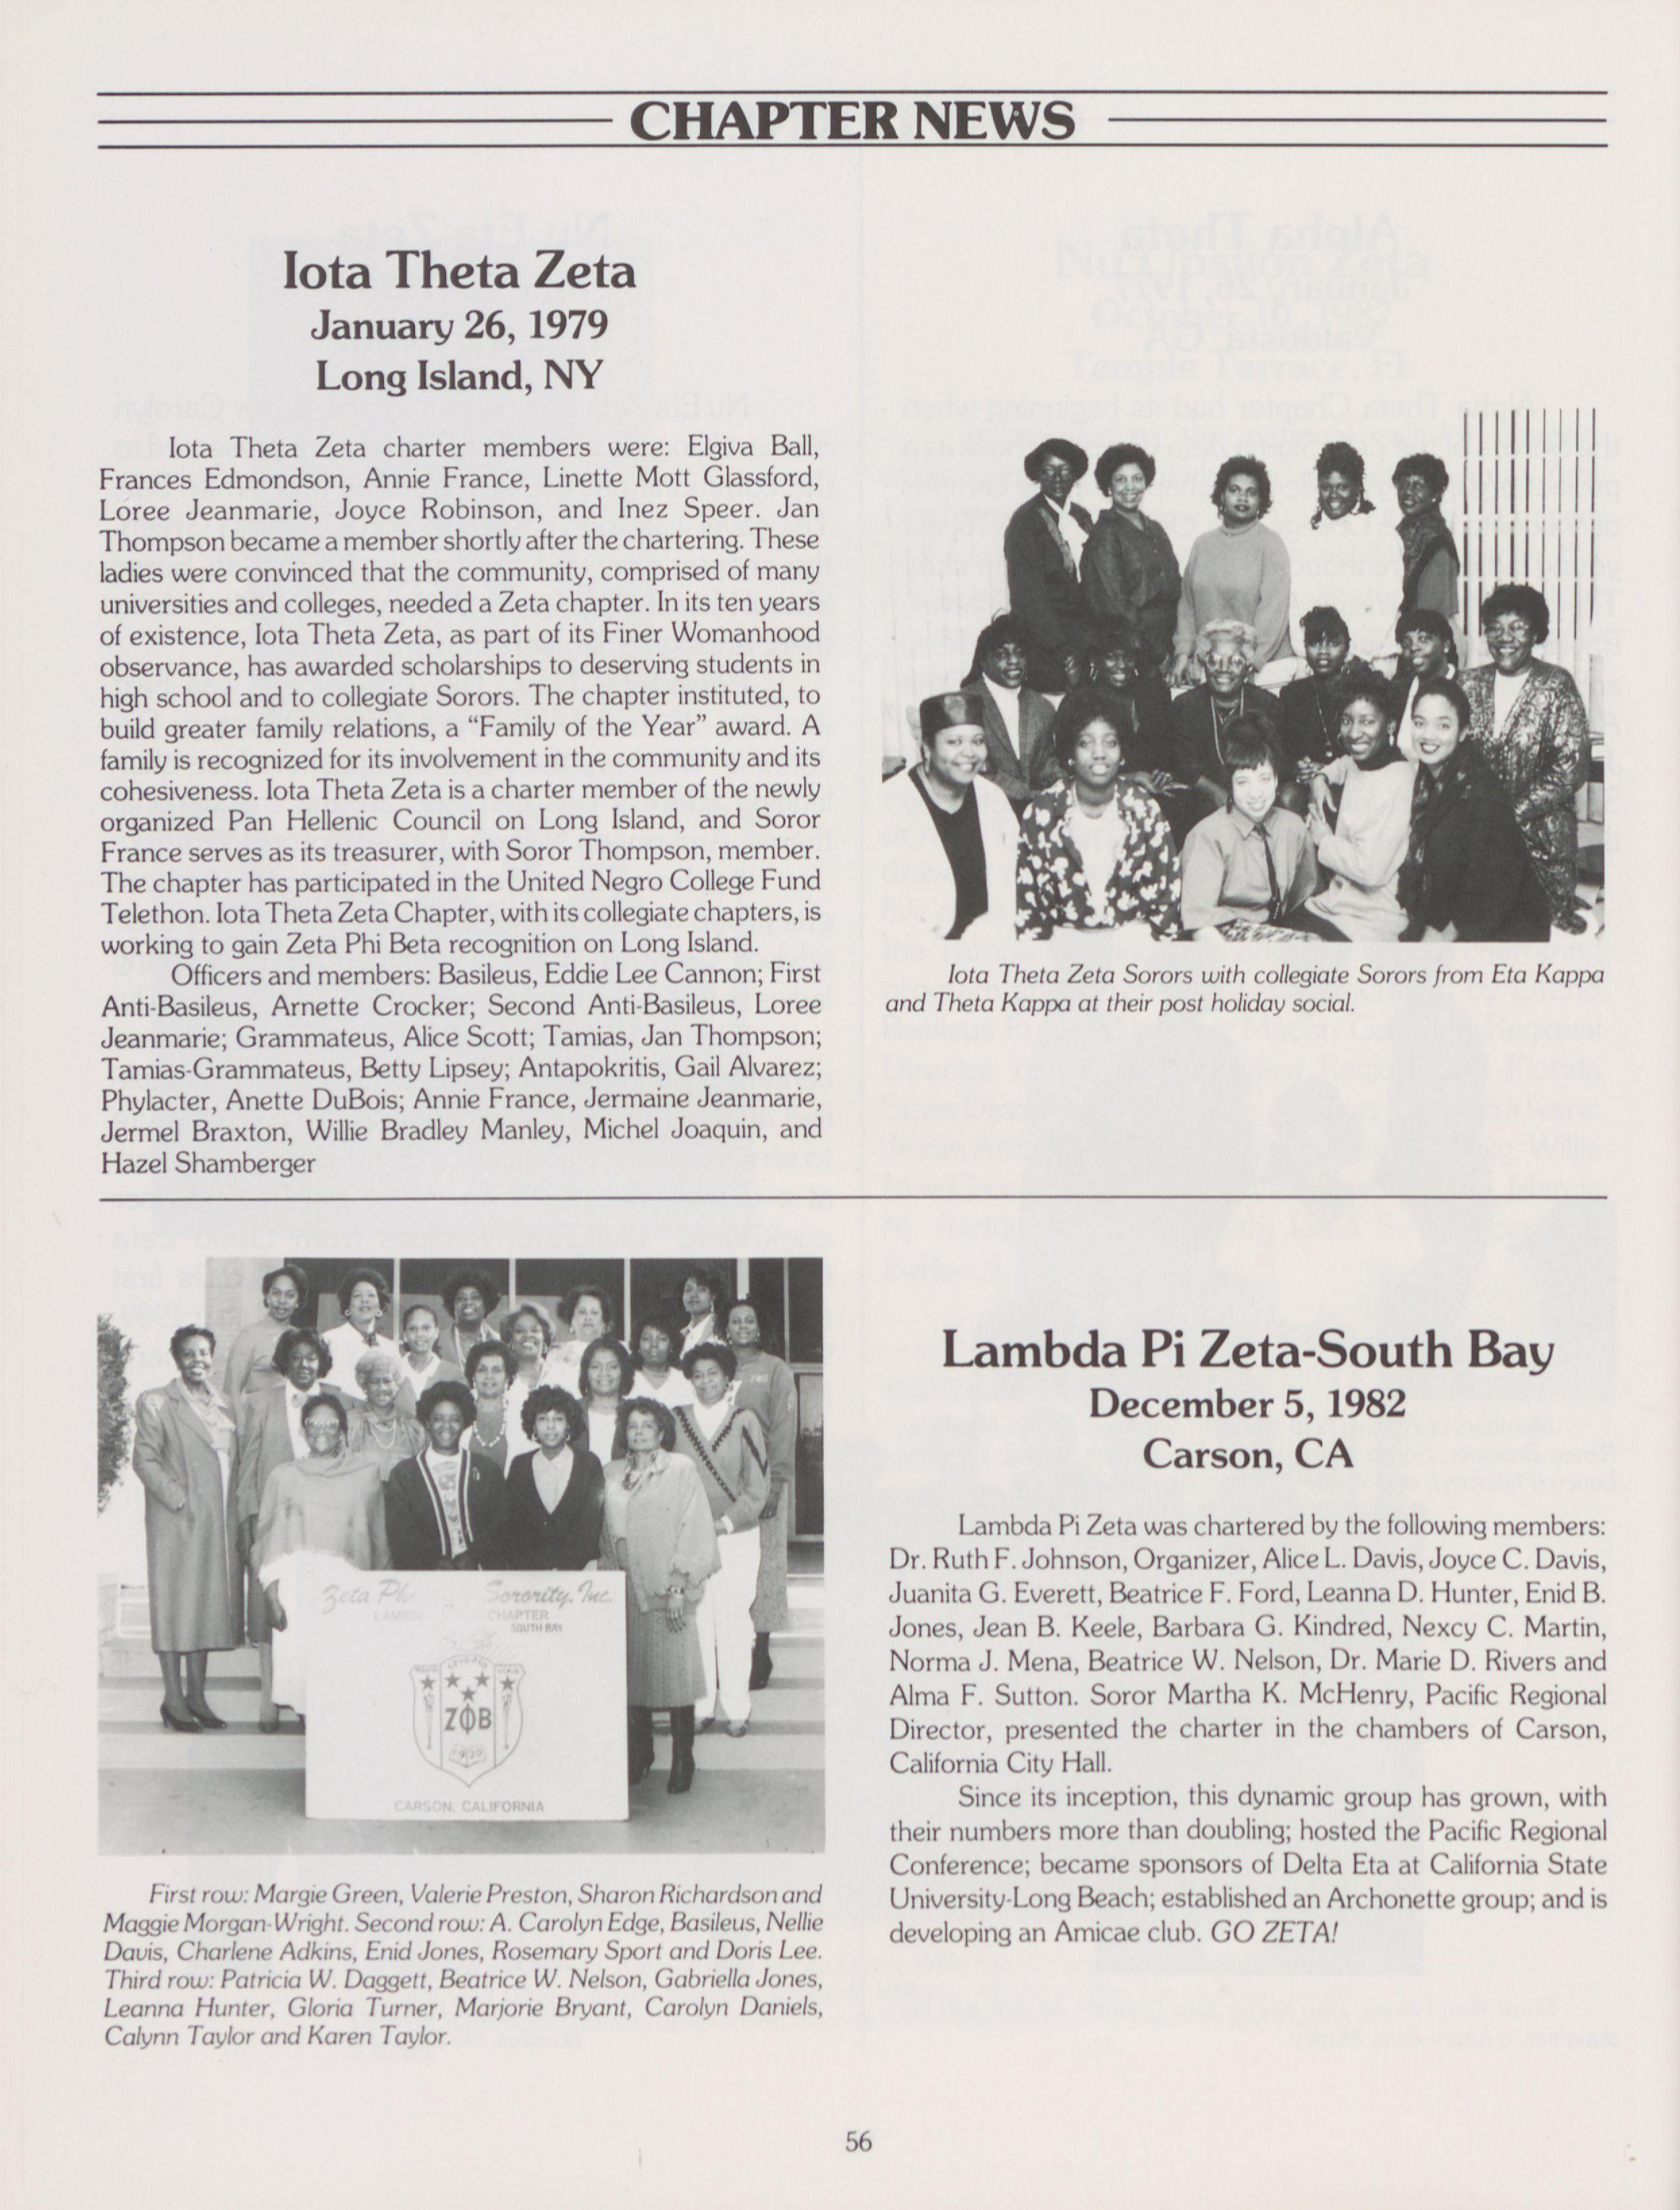 CHAPTER NEWS
Iota Theta Zeta
January 26, 1979
Long Island, NY
Iota Theta Zeta charter members were: Elgiva Ball,
Frances Edmondson, Annie France, Linette Mott Glassford,
Loree Jeanmarie, Joyce Robinson, and Inez Speer. Jan
Thompson became a member shortly after the chartering. These
ladies were convinced that the community, comprised of many
universities and colleges, needed a Zeta chapter. In its ten years
of existence, Iota Theta Zeta, as part of its Finer Womanhood
observance, has awarded scholarships to deserving students in
high school and to collegiate Sorors. The chapter instituted, to
build greater family relations, a “Family of the Year” award. A
family is recognized for its involvement in the community and its
cohesiveness. Iota Theta Zeta is a charter member of the newly
organized Pan Hellenic Council on Long Island, and Soror
France serves as its treasurer, with Soror Thompson, member.
The chapter has participated in the United Negro College Fund
Telethon. Iota Theta Zeta Chapter, with its collegiate chapters, is
working to gain Zeta Phi Beta recognition on Long Island.
Officers and members: Basileus, Eddie Lee Cannon; First
Anti-Basileus, Arnette Crocker; Second Anti-Basileus, Loree
Jeanmarie; Grammateus, Alice Scott; Tamias, Jan Thompson;
Tamias-Grammateus, Betty Lipsey; Antapokritis, Gail Alvarez;
Phylacter, Anette DuBois; Annie France, Jermaine Jeanmarie,
Jermel Braxton, Willie Bradley Manley, Michel Joaquin, and
Hazel Shamberger
Iota Theta Zeta Sorors with collegiate Sorors from Eta Kappa
and Theta Kappa at their post holiday social.
Zeta Ph Sorority, Inc.
CHAPTER
SOUTH BAY
ΖΦΒ
1920
CARSON, CALIFORNIA
First row: Margie Green, Valerie Preston, Sharon Richardson and
Maggie Morgan-Wright. Second row: A. Carolyn Edge, Basileus, Nellie
Davis, Charlene Adkins, Enid Jones, Rosemary Sport and Doris Lee.
Third row: Patricia W. Daggett, Beatrice W. Nelson, Gabriella Jones,
Leanna Hunter, Gloria Turner, Marjorie Bryant, Carolyn Daniels,
Calynn Taylor and Karen Taylor.
Lambda Pi Zeta-South Bay
December 5, 1982
Carson, CA
Lambda Pi Zeta was chartered by the following members:
Dr. Ruth F. Johnson, Organizer, Alice L. Davis, Joyce C. Davis,
Juanita G. Everett, Beatrice F. Ford, Leanna D. Hunter, Enid B.
Jones, Jean B. Keele, Barbara G. Kindred, Nexcy C. Martin,
Norma J. Mena, Beatrice W. Nelson, Dr. Marie D. Rivers and
Alma F. Sutton. Soror Martha K. McHenry, Pacific Regional
Director, presented the charter in the chambers of Carson,
California City Hall.
Since its inception, this dynamic group has grown, with
their numbers more than doubling; hosted the Pacific Regional
Conference; became sponsors of Delta Eta at California State
University-Long Beach; established an Archonette group; and is
developing an Amicae club. GO ZETA!
56